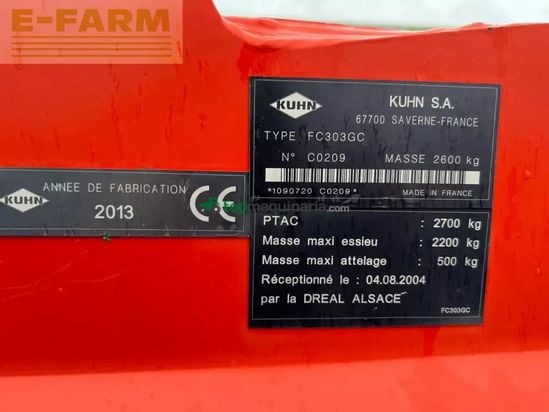 E-FARM
KUHN
KUHN S.A.
67700 SAVERNE-FRANCE
TYPE FC303GC
N° C0209 MASSE 2600 kg
*1090720 C0209* MADE IN FRANCE
KUHN
ANNEE DE FABRICATION
2013
CE
PTAC : 2700 kg
Masse maxi essieu : 2200 kg
Masse maxi attelage : 500 kg
Réceptionné le : 04.08.2004
par la DREAL ALSACE
FC303GC